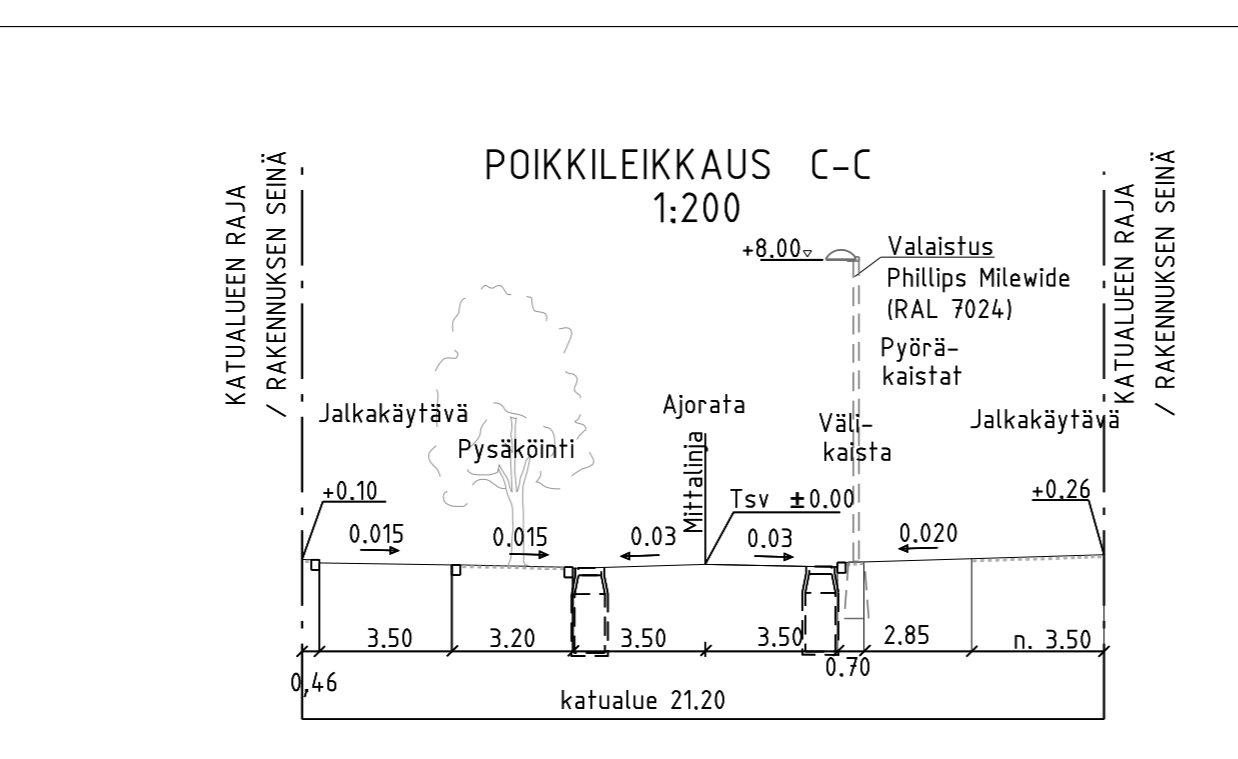 POIKKILEIKKAUS C-C
1:200
KATUALUEEN RAJA
/ RAKENNUKSEN SEINÄ
KATUALUEEN RAJA
/ RAKENNUKSEN SEINÄ
+8.00
Valaistus
Phillips Milewide
(RAL 7024)
Pyörä-
kaistat
Jalkakäytävä
Pysäköinti
Ajorata
Mittalinja
Väli-
kaista
Jalkakäytävä
+0.10
Tsv ±0.00
+0.26
0.015
0.015
0.03
0.03
0.020
3.50
3.20
3.50
3.50
0.70
2.85
n. 3.50
0,46
katualue 21.20